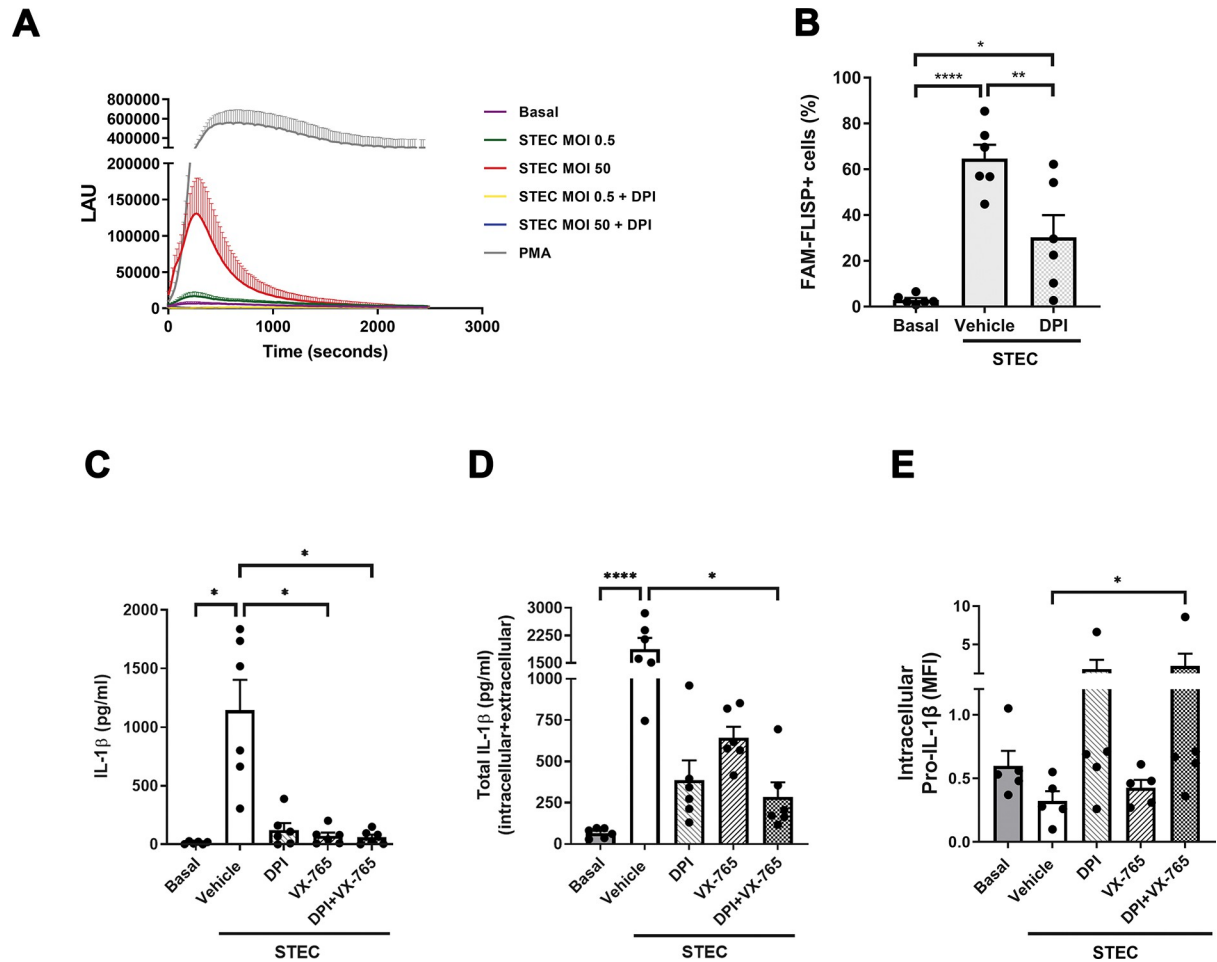 A
LAU
800000
600000
400000
200000
150000
100000
50000
0
0
1000
2000
3000
Time (seconds)
Basal
STEC MOI 0.5
STEC MOI 50
STEC MOI 0.5 + DPI
STEC MOI 50 + DPI
PMA
B
FAM-FLISP+ cells (%)
100
80
60
40
20
0
*
**** **
Basal Vehicle DPI
STEC
C
IL-1β (pg/ml)
2000
1500
1000
500
0
*
* *
Basal
Vehicle
DPI
VX-765
DPI+VX-765
STEC
D
Total IL-1β (pg/ml)
(intracellular+extracellular)
3000
2250
1500
1000
750
500
250
0
**** *
Basal
Vehicle
DPI
VX-765
DPI+VX-765
STEC
E
Intracellular
Pro-IL-1β (MFI)
10
5
1.0
0.5
0.0
*
Basal
Vehicle
DPI
VX-765
DPI+VX-765
STEC